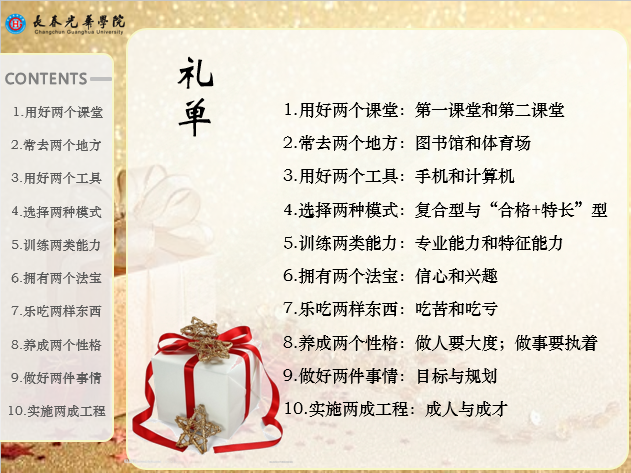 長春光華學院
Changchun Guanghua University
CONTENTS
1.用好两个课堂
2.常去两个地方
3.用好两个工具
4.选择两种模式
5.训练两类能力
6.拥有两个法宝
7.乐吃两样东西
8.养成两个性格
9.做好两件事情
10.实施两成工程
礼单
1.用好两个课堂：第一课堂和第二课堂
2.常去两个地方：图书馆和体育场
3.用好两个工具：手机和计算机
4.选择两种模式：复合型与“合格+特长”型
5.训练两类能力：专业能力和特征能力
6.拥有两个法宝：信心和兴趣
7.乐吃两样东西：吃苦和吃亏
8.养成两个性格：做人要大度；做事要执着
9.做好两件事情：目标与规划
10.实施两成工程：成人与成才